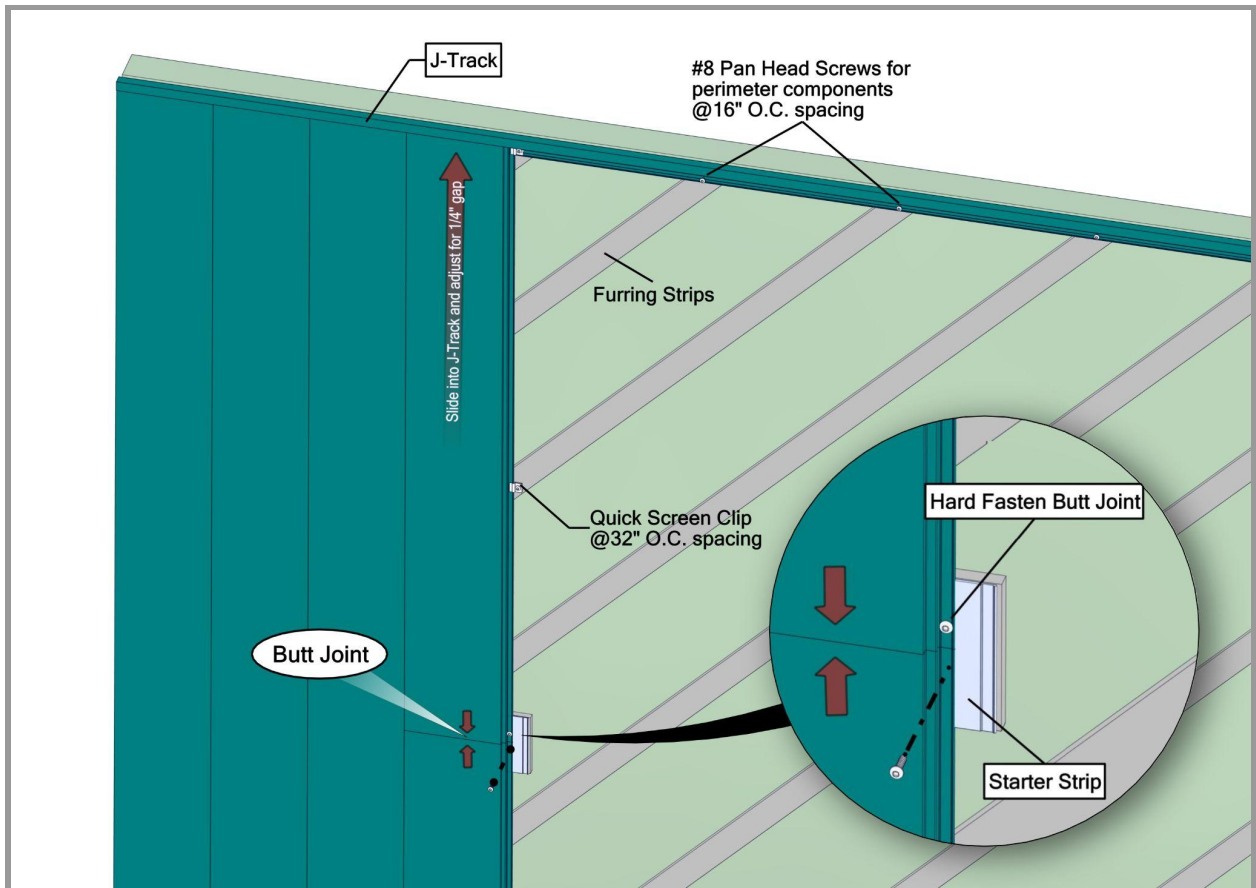 J-Track
#8 Pan Head Screws for
perimeter components
@16" O.C. spacing
Slide into J-Track and adjust for 1/4" gap
Furring Strips
Quick Screen Clip
@32" O.C. spacing
Hard Fasten Butt Joint
Butt Joint
Starter Strip